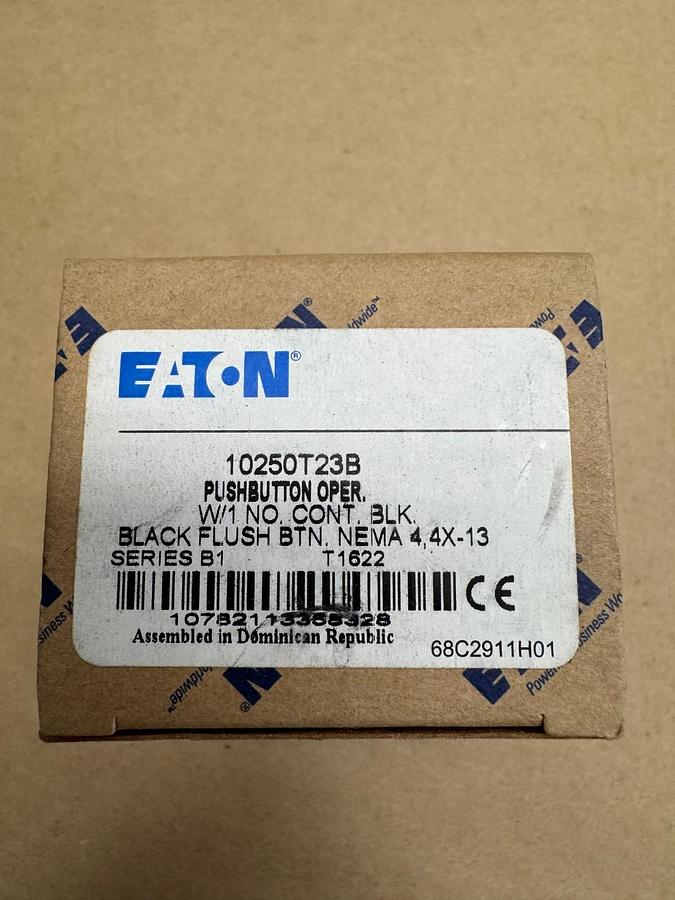 EATON®
10250T23B
PUSHBUTTON OPER.
W/1 NO. CONT. BLK.
BLACK FLUSH BTN. NEMA 4,4X-13
SERIES B1 T1622
CE
Assembled in Dominican Republic
68C2911H01